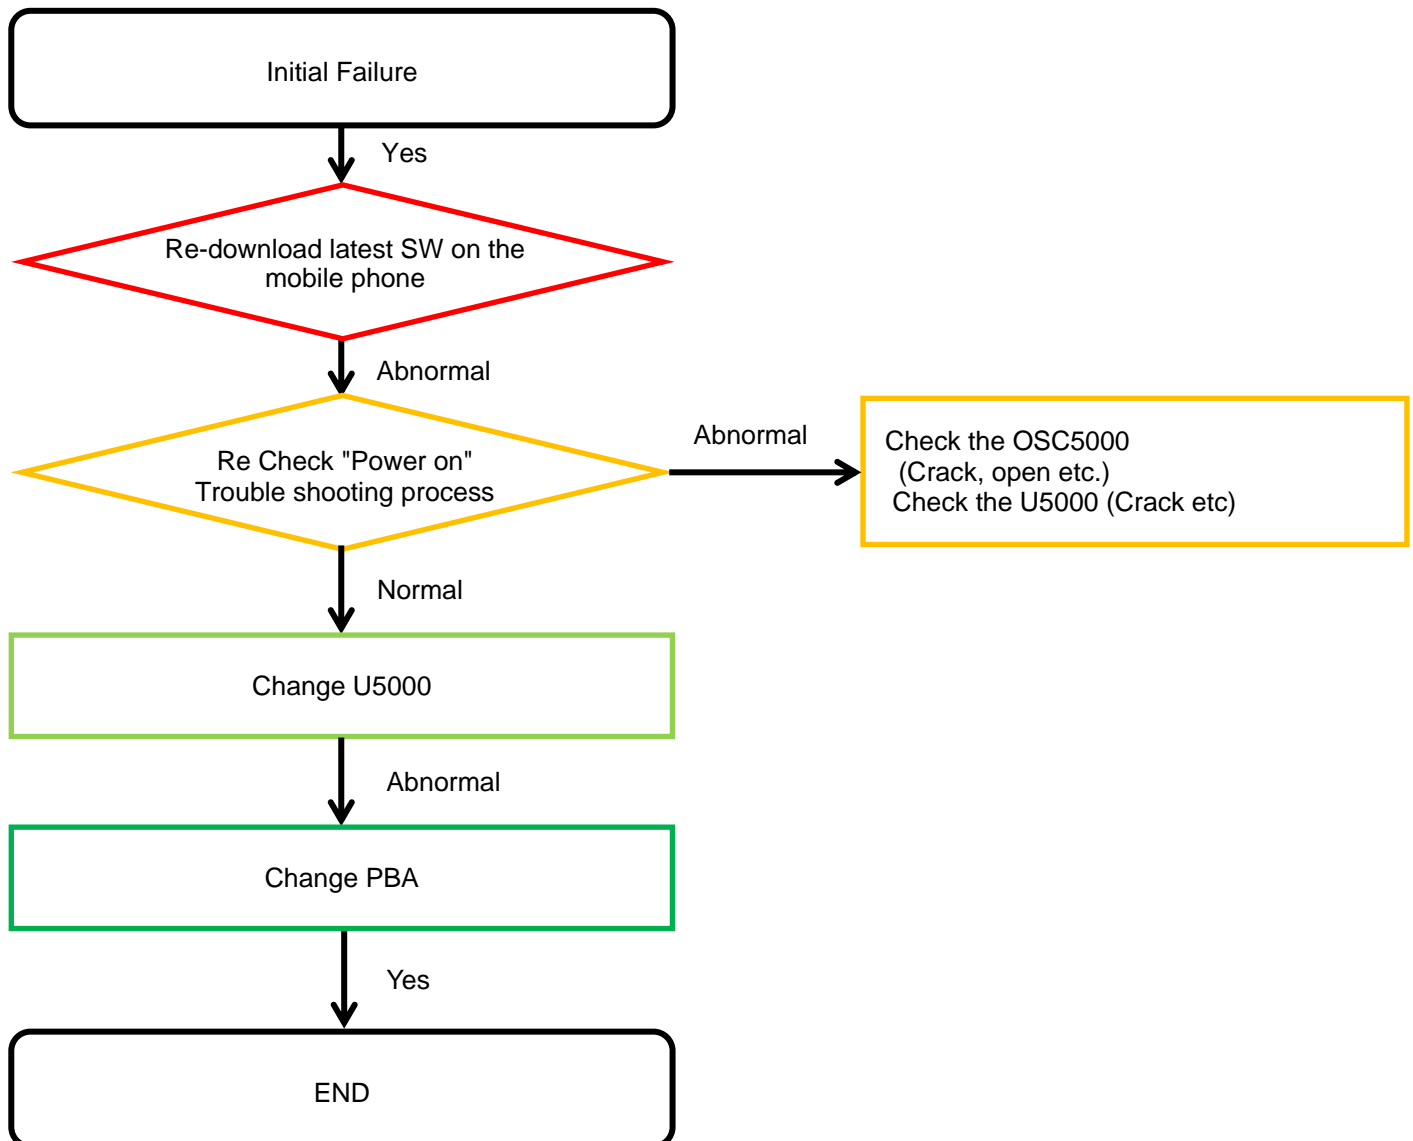 Initial Failure
Yes
Re-download latest SW on the
mobile phone
Abnormal
Re Check "Power on"
Trouble shooting process
Abnormal
Check the OSC5000
(Crack, open etc.)
Check the U5000 (Crack etc)
Normal
Change U5000
Abnormal
Change PBA
Yes
END